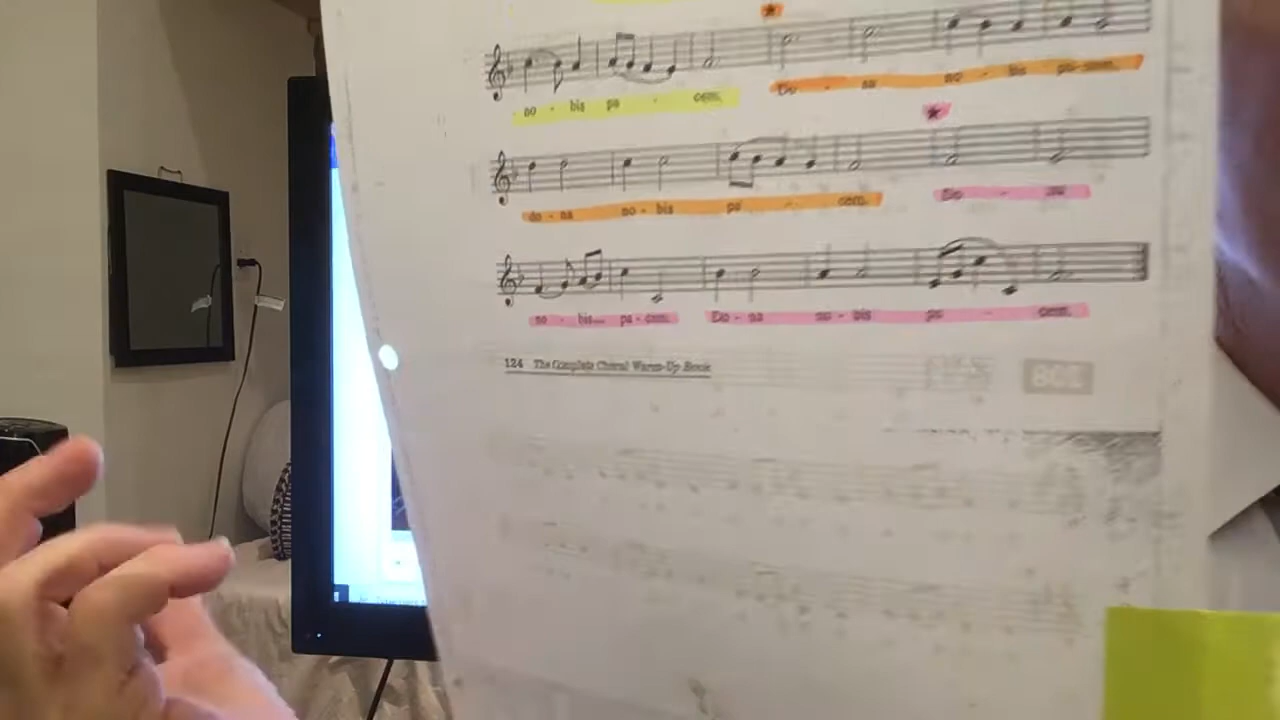 no - bis pa - cem. Do - na no - bis pa-cem.
do - na no - bis pa - cem. Do - na
no - bis pa - cem. Do - na no - bis pa - cem.
124 The Complete Choral Warm-Up Book